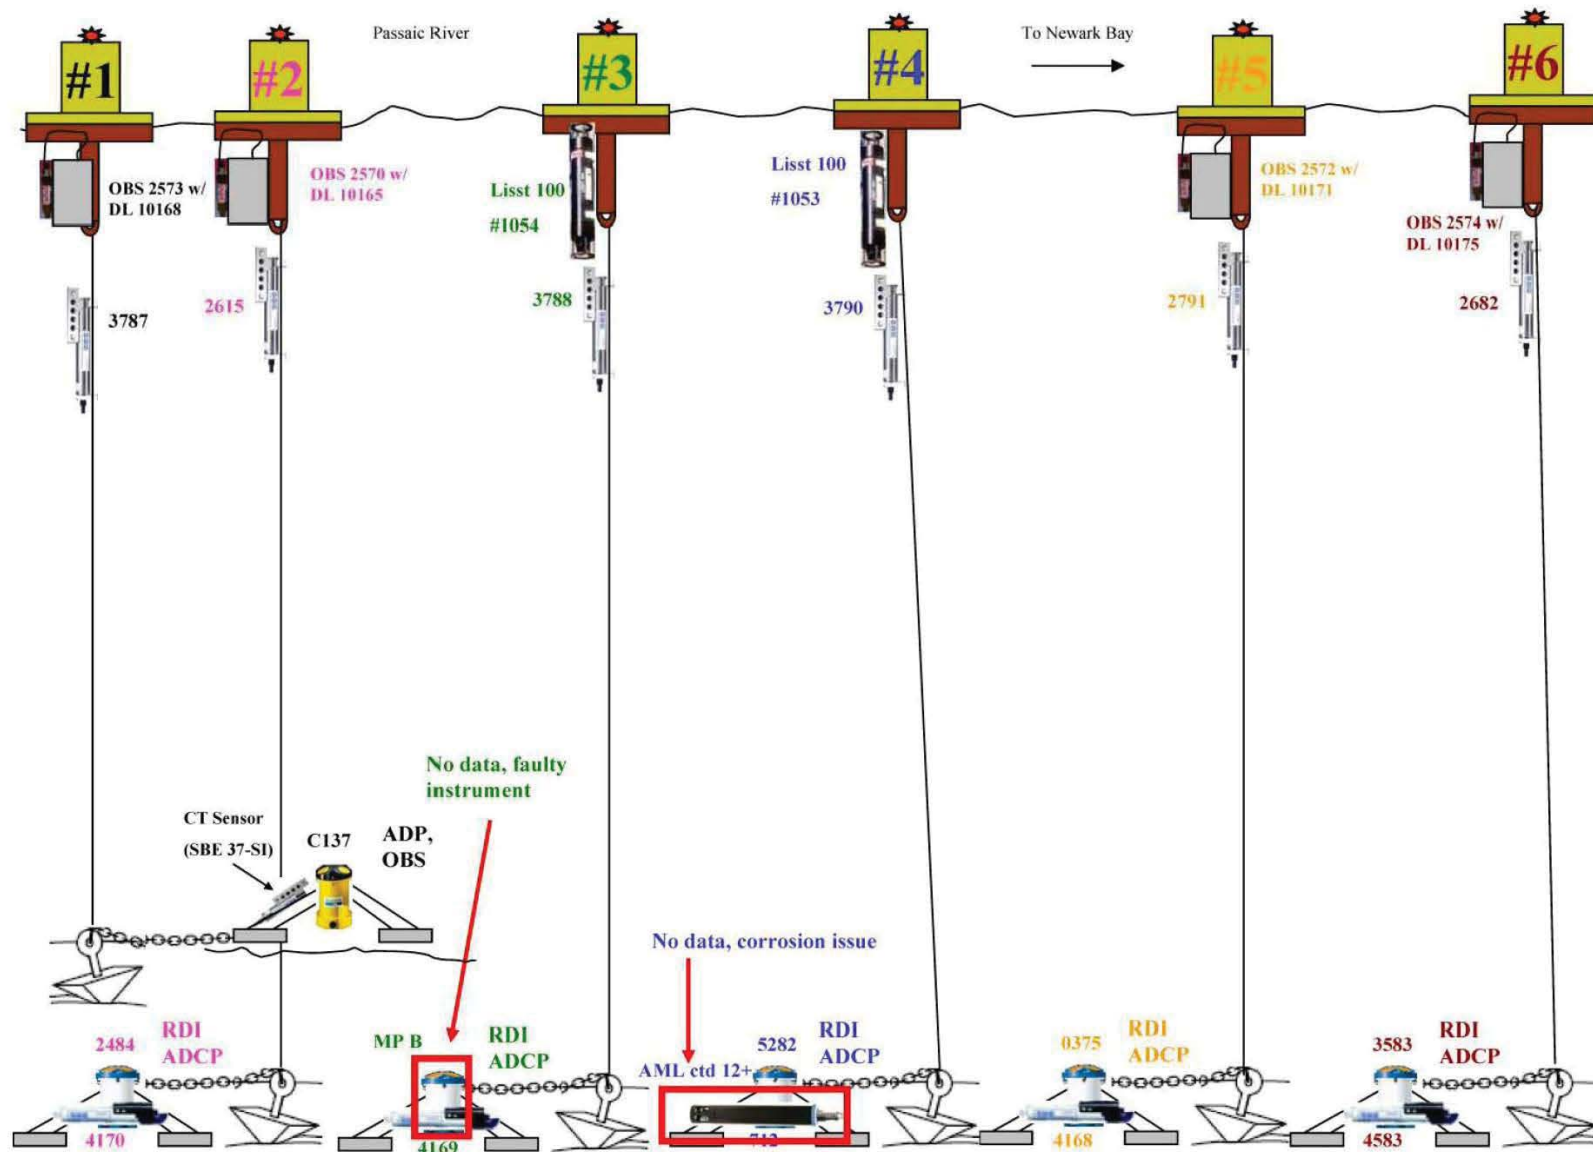 Passaic River
To Newark Bay
#1
#2
#3
#4
#5
#6
OBS 2573 w/
DL 10168
OBS 2570 w/
DL 10165
Lisst 100
#1054
Lisst 100
#1053
OBS 2572 w/
DL 10171
OBS 2574 w/
DL 10175
3787
2615
3788
3790
2791
2682
No data, faulty
instrument
CT Sensor
(SBE 37-SI)
C137
ADP,
OBS
No data, corrosion issue
2484
RDI
ADCP
4170
MP B
RDI
ADCP
4169
AML ctd 12+
5282
RDI
ADCP
712
0375
RDI
ADCP
4168
3583
RDI
ADCP
4583